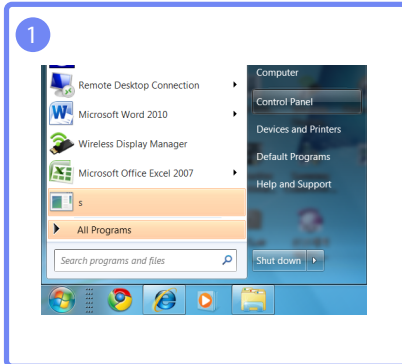 1
Remote Desktop Connection
Microsoft Word 2010
Wireless Display Manager
Microsoft Office Excel 2007
s
All Programs
Search programs and files
Computer
Control Panel
Devices and Printers
Default Programs
Help and Support
Shut down